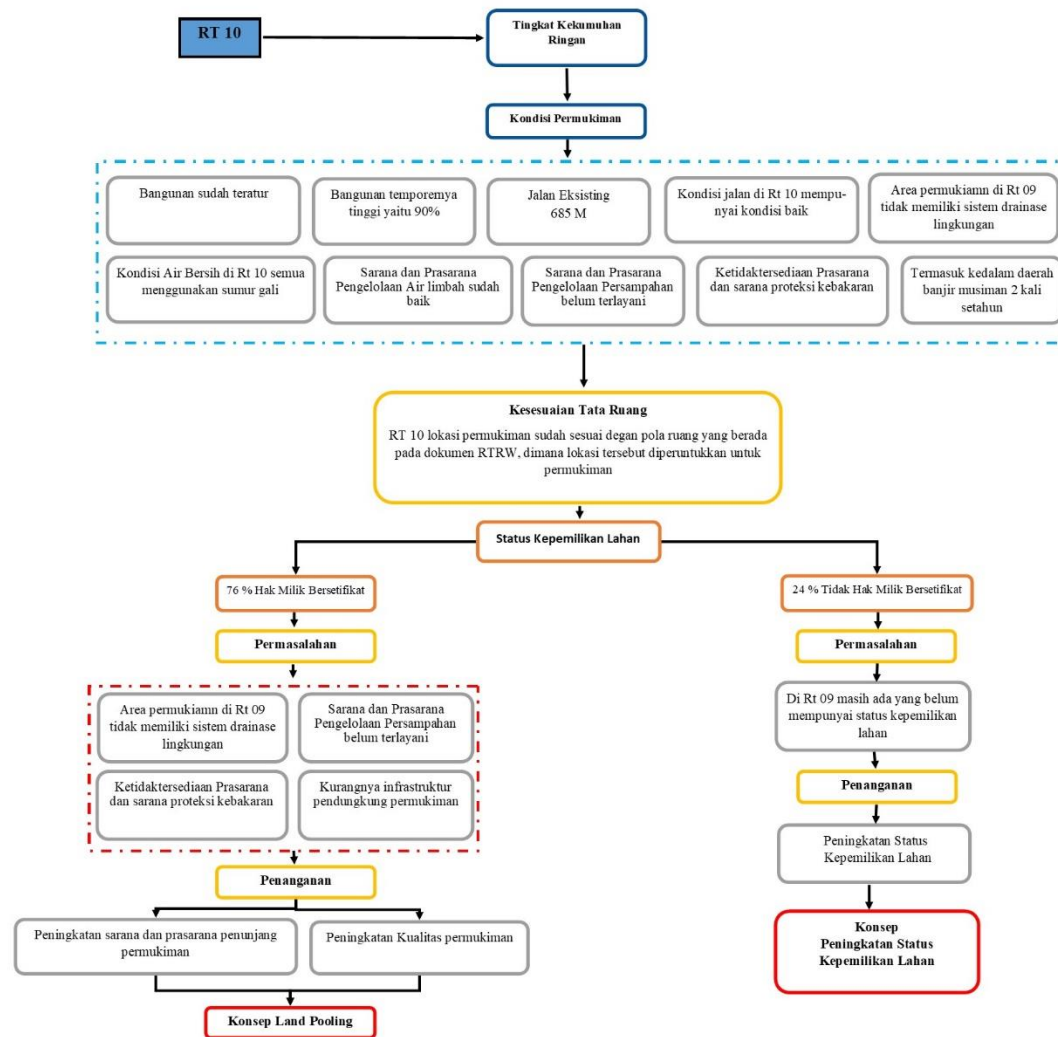 RT 10
Tingkat Kekumuhan
Ringan
Kondisi Permukiman
Bangunan sudah teratur
Bangunan temporernya
tinggi yaitu 90%
Jalan Eksisting
685 M
Kondisi jalan di Rt 10 mempu-
nyai kondisi baik
Area permukiamn di Rt 09
tidak memiliki sistem drainase
lingkungan
Kondisi Air Bersih di Rt 10 semua
menggunakan sumur gali
Sarana dan Prasarana
Pengelolaan Air limbah sudah
baik
Sarana dan Prasarana
Pengelolaan Persampahan
belum terlayani
Ketidaktersediaan Prasarana
dan sarana proteksi kebakaran
Termasuk kedalam daerah
banjir musiman 2 kali
setahun
Kesesuaian Tata Ruang
RT 10 lokasi permukiman sudah sesuai degan pola ruang yang berada
pada dokumen RTRW, dimana lokasi tersebut diperuntukkan untuk
permukiman
Status Kepemilikan Lahan
76 % Hak Milik Bersetifikat
Permasalahan
Area permukiamn di Rt 09
tidak memiliki sistem drainase
lingkungan
Sarana dan Prasarana
Pengelolaan Persampahan
belum terlayani
Ketidaktersediaan Prasarana
dan sarana proteksi kebakaran
Kurangnya infrastruktur
pendungkung permukiman
Penanganan
Peningkatan sarana dan prasarana penunjang
permukiman
Peningkatan Kualitas permukiman
Konsep Land Pooling
24 % Tidak Hak Milik Bersetifikat
Permasalahan
Di Rt 09 masih ada yang belum
mempunyai status kepemilikan
lahan
Penanganan
Peningkatan Status
Kepemilikan Lahan
Konsep
Peningkatan Status
Kepemilikan Lahan